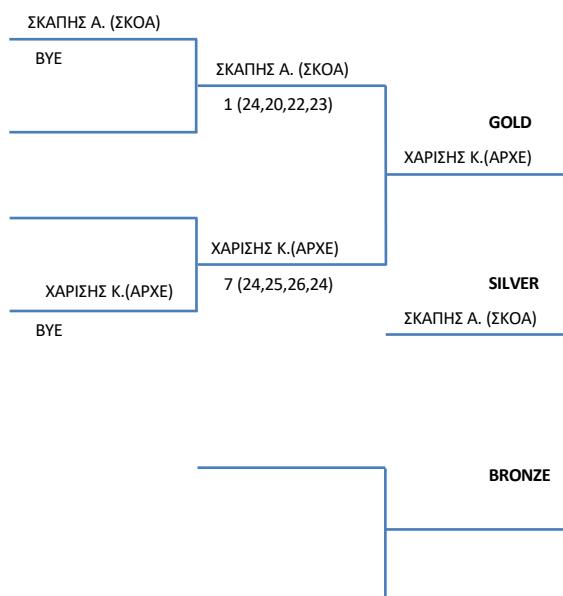 ΣΚΑΠΗΣ Α. (ΣΚΟΑ)
BYE
ΣΚΑΠΗΣ Α. (ΣΚΟΑ)
1 (24,20,22,23)
GOLD
ΧΑΡΙΣΗΣ Κ.(ΑΡΧΕ)
ΧΑΡΙΣΗΣ Κ.(ΑΡΧΕ)
7 (24,25,26,24)
ΧΑΡΙΣΗΣ Κ.(ΑΡΧΕ)
BYE
SILVER
ΣΚΑΠΗΣ Α. (ΣΚΟΑ)
BRONZE